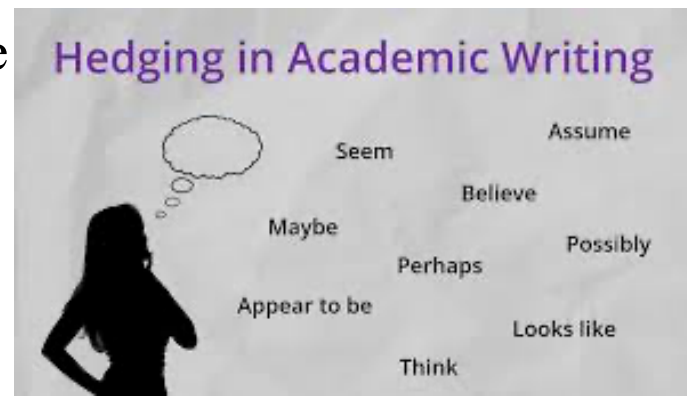 e
Hedging in Academic Writing
Assume
Seem
Believe
Maybe
Possibly
Perhaps
Appear to be
Looks like
Think